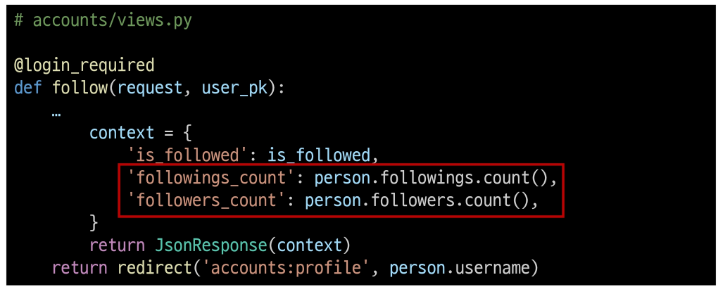 # accounts/views.py
@login_required
def follow(request, user_pk):
    …
        context = {
            'is_followed': is_followed,
            'followings_count': person.followings.count(),
            'followers_count': person.followers.count(),
        }
        return JsonResponse(context)
    return redirect('accounts:profile', person.username)